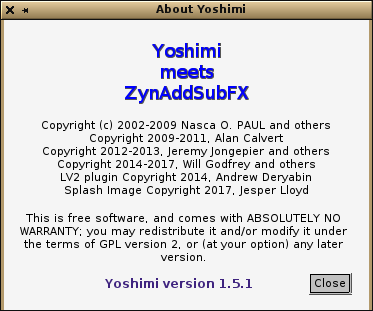 About Yoshimi
Yoshimi
meets
ZynAddSubFX
Copyright (c) 2002-2009 Nasca O. PAUL and others
Copyright 2009-2011, Alan Calvert
Copyright 2012-2013, Jeremy Jongepier and others
Copyright 2014-2017, Will Godfrey and others
LV2 plugin Copyright 2014, Andrew Deryabin
Splash Image Copyright 2017, Jesper Lloyd
This is free software, and comes with ABSOLUTELY NO
WARRANTY; you may redistribute it and/or modify it under
the terms of GPL version 2, or (at your option) any later
version.
Yoshimi version 1.5.1
Close